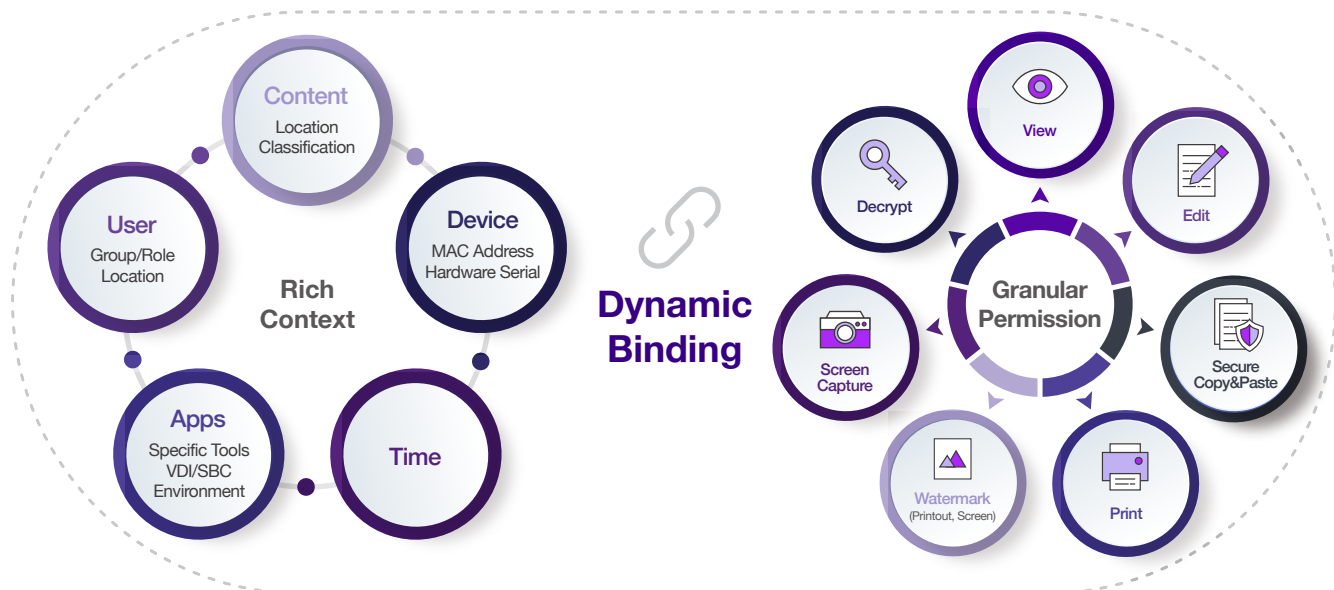 Content
Location
Classification
User
Group/Role
Location
Device
MAC Address
Hardware Serial
Rich
Context
Apps
Specific Tools
VDI/SBC
Environment
Time
Dynamic
Binding
View
Decrypt
Edit
Granular
Permission
Screen
Capture
Secure
Copy&Paste
Watermark
(Printout, Screen)
Print